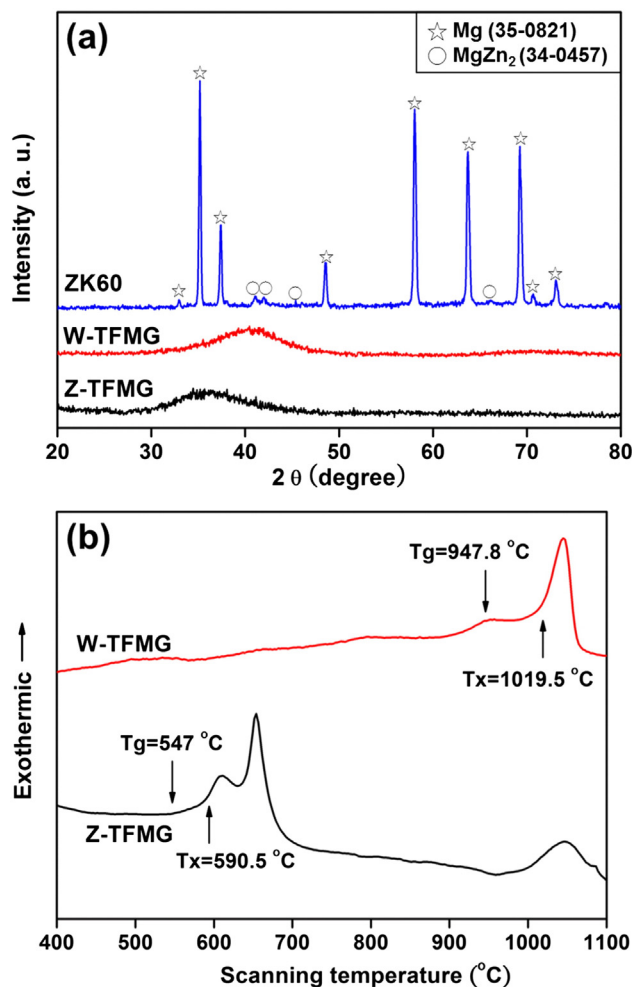 (a)
☆ Mg (35-0821)
○ MgZn₂ (34-0457)
Intensity (a. u.)
ZK60
W-TFMG
Z-TFMG
20 30 40 50 60 70 80
2 θ (degree)
(b)
Tg=947.8 °C
W-TFMG
Tx=1019.5 °C
Exothermic →
Tg=547 °C
Z-TFMG
Tx=590.5 °C
400 500 600 700 800 900 1000 1100
Scanning temperature (°C)